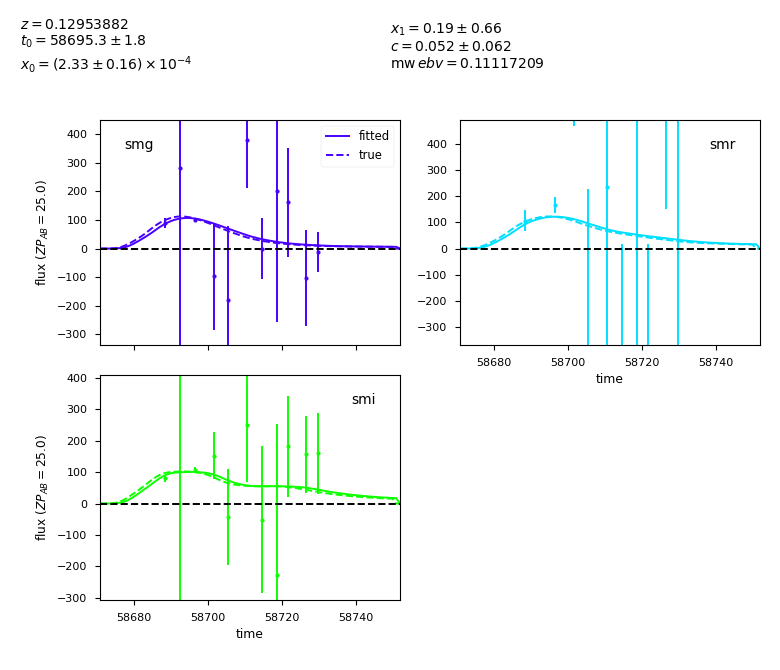 z = 0.12953882
t₀ = 58695.3 ± 1.8
x₀ = (2.33 ± 0.16) × 10⁻⁴
x₁ = 0.19 ± 0.66
c = 0.052 ± 0.062
mw ebv = 0.11117209
smg
fitted
true
400
300
200
100
0
−100
−200
−300
flux (ZP_AB = 25.0)
smr
400
300
200
100
0
−100
−200
−300
58680 58700 58720 58740
time
smi
400
300
200
100
0
−100
−200
−300
flux (ZP_AB = 25.0)
58680 58700 58720 58740
time